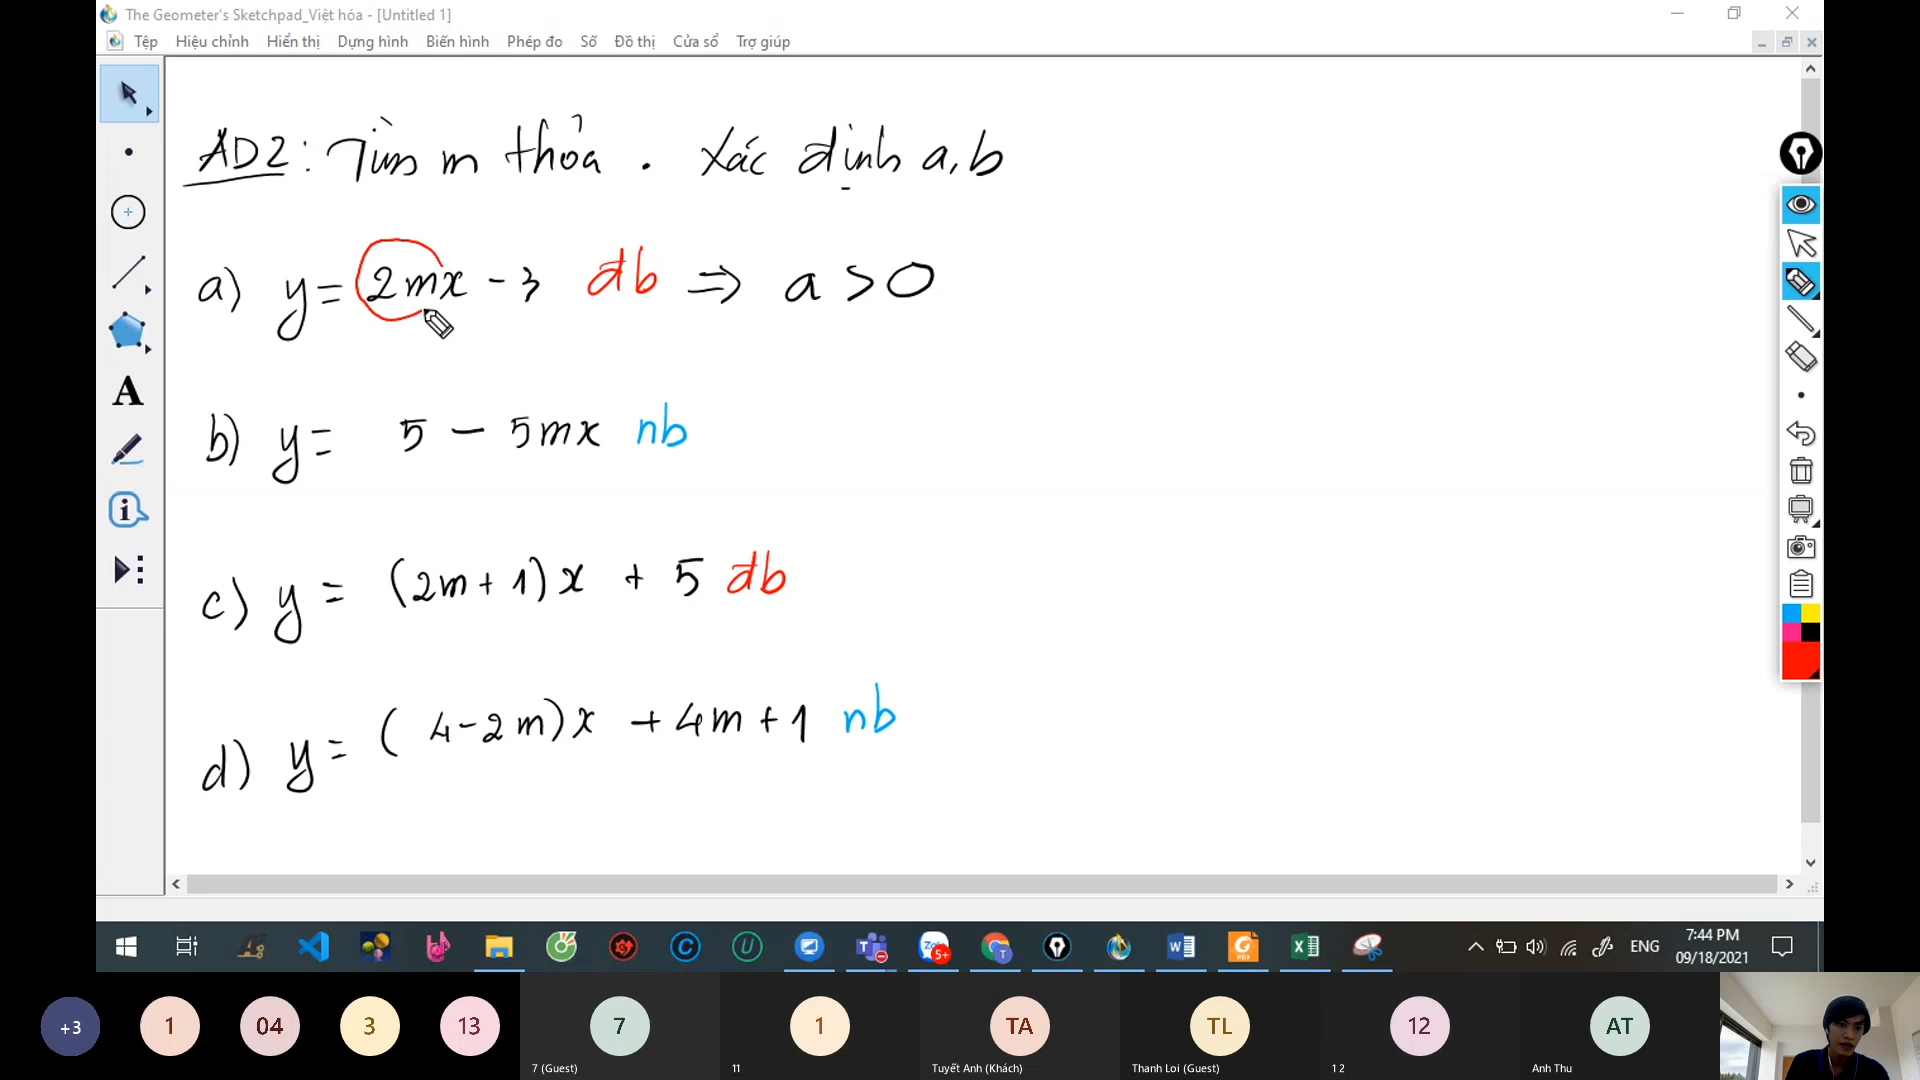 The Geometer's Sketchpad_Việt hóa - [Untitled 1]
Tệp Hiệu chỉnh Hiển thị Dựng hình Biến hình Phép đo Số Đồ thị Cửa sổ Trợ giúp
AD2: Tìm m thỏa . Xác định a, b
a) y = 2mx - 3 đb ⇒ a > 0
b) y = 5 - 5mx nb
c) y = (2m + 1)x + 5 đb
d) y = (4 - 2m)x + 4m + 1 nb
A
ENG
7:44 PM
09/18/2021
+3 1 04 3 13 7 1 TA TL 12 AT
7 (Guest) 11 Tuyết Anh (Khách) Thanh Loi (Guest) 1 2 Anh Thu